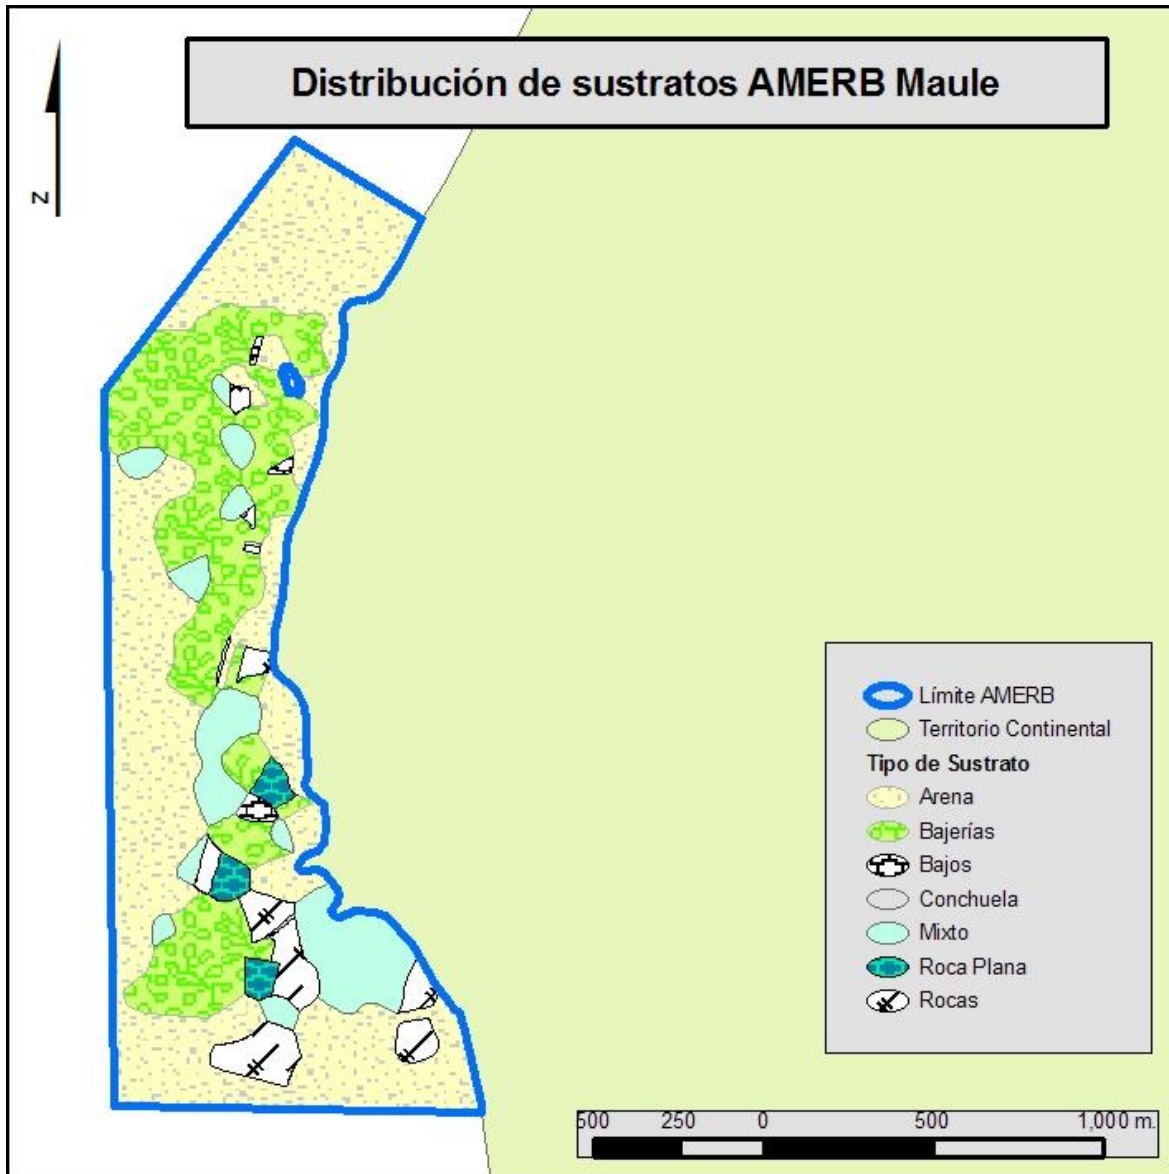 Distribución de sustratos AMERB Maule
N
Límite AMERB
Territorio Continental
Tipo de Sustrato
Arena
Bajerías
Bajos
Conchuela
Mixto
Roca Plana
Rocas
500 250 0 500 1,000 m.